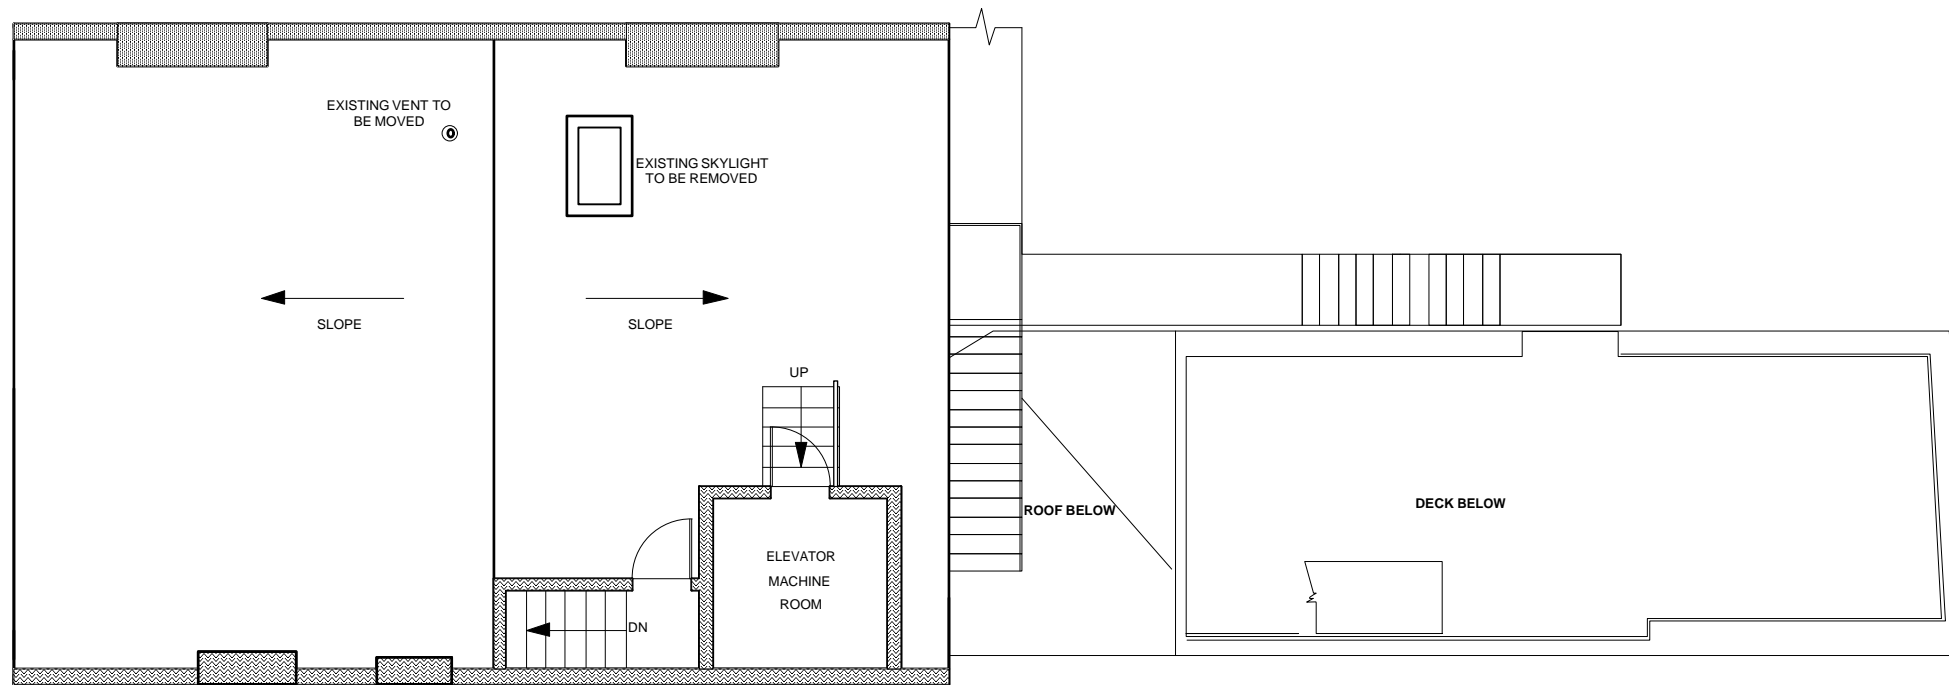 EXISTING VENT TO
BE MOVED
EXISTING SKYLIGHT
TO BE REMOVED
SLOPE
SLOPE
UP
ROOF BELOW
DECK BELOW
ELEVATOR
MACHINE
ROOM
DN